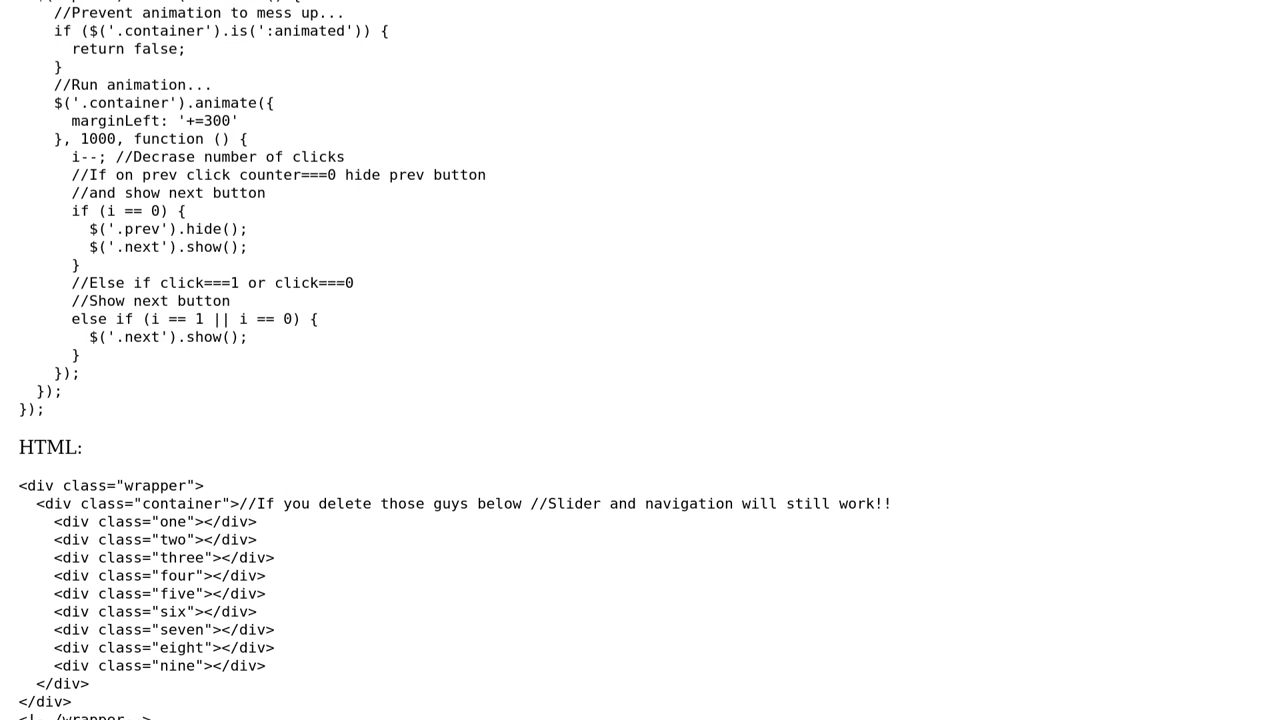 //Prevent animation to mess up...
if ($('.container').is(':animated')) {
return false;
}
//Run animation...
$('.container').animate({
marginLeft: '+=300'
}, 1000, function () {
i--; //Decrase number of clicks
//If on prev click counter===0 hide prev button
//and show next button
if (i == 0) {
$('.prev').hide();
$('.next').show();
}
//Else if click===1 or click===0
//Show next button
else if (i == 1 || i == 0) {
$('.next').show();
}
});
});
});
HTML:
<div class="wrapper">
<div class="container">//If you delete those guys below //Slider and navigation will still work!!
<div class="one"></div>
<div class="two"></div>
<div class="three"></div>
<div class="four"></div>
<div class="five"></div>
<div class="six"></div>
<div class="seven"></div>
<div class="eight"></div>
<div class="nine"></div>
</div>
</div>